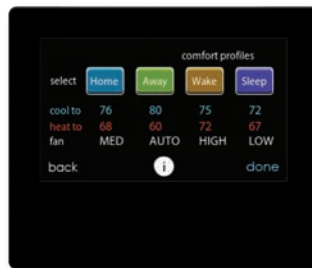 comfort profiles
select Home Away Wake Sleep
cool to 76 80 75 72
heat to 68 60 72 67
fan MED AUTO HIGH LOW
back i done